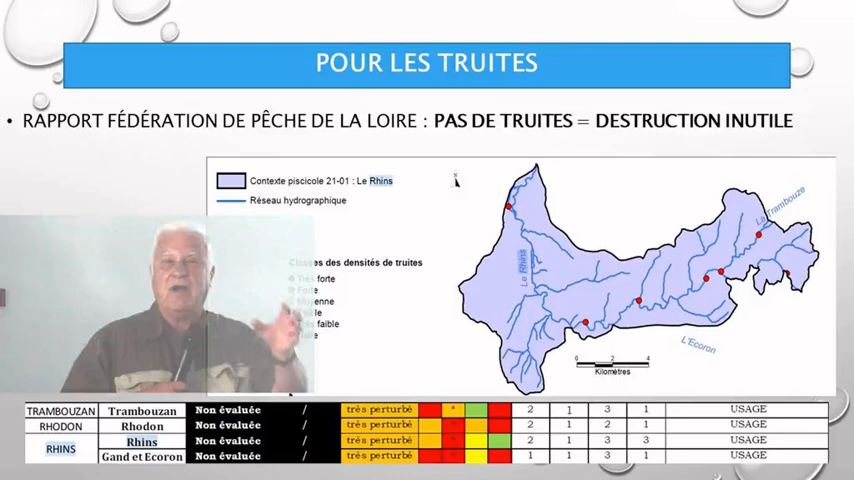 POUR LES TRUITES
• RAPPORT FÉDÉRATION DE PÊCHE DE LA LOIRE : PAS DE TRUITES = DESTRUCTION INUTILE
Contexte piscicole 21-01 : Le Rhins
Réseau hydrographique
N
La Trambouze
Le Rhins
L'Ecoron
Classes des densités de truites
Très forte
Forte
Moyenne
faible
0 2 4
Kilomètres
TRAMBOUZAN Trambouzan Non évaluée / très perturbé * 2 1 3 1 USAGE
RHODON Rhodon Non évaluée / très perturbé * 2 1 2 1 USAGE
RHINS Rhins Non évaluée / très perturbé * 2 1 3 3 USAGE
Gand et Ecoron Non évaluée / très perturbé * 1 1 3 1 USAGE